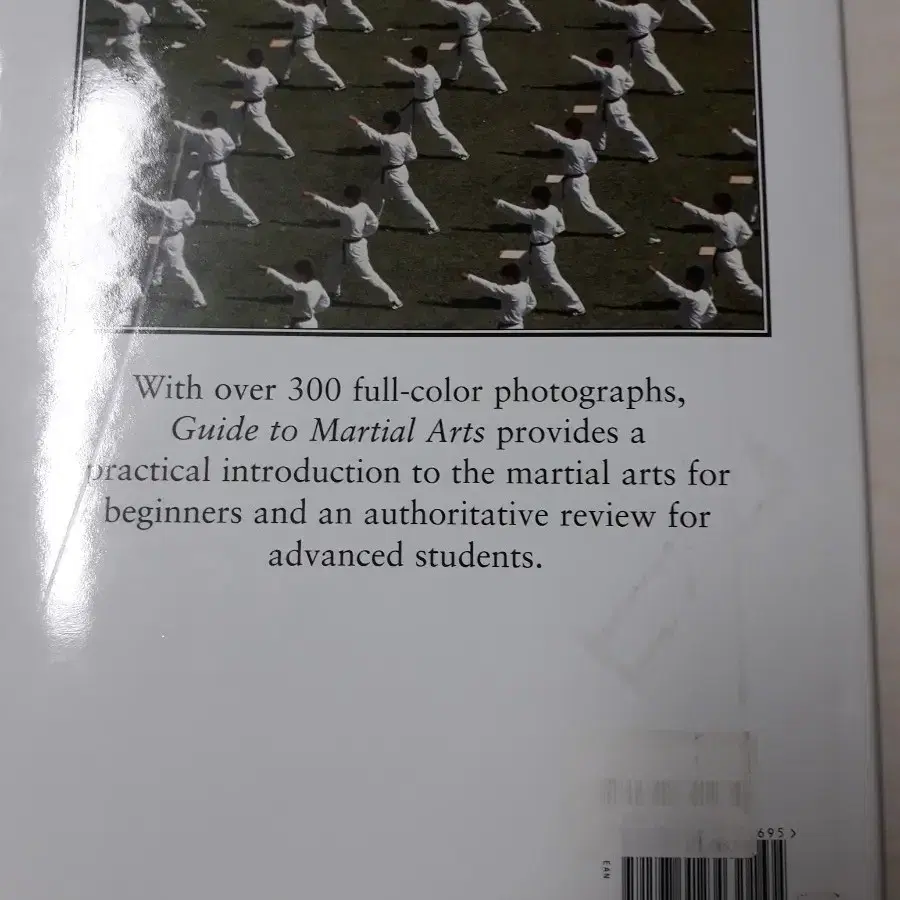 With over 300 full-color photographs,
Guide to Martial Arts provides a
practical introduction to the martial arts for
beginners and an authoritative review for
advanced students.
695>
EAN